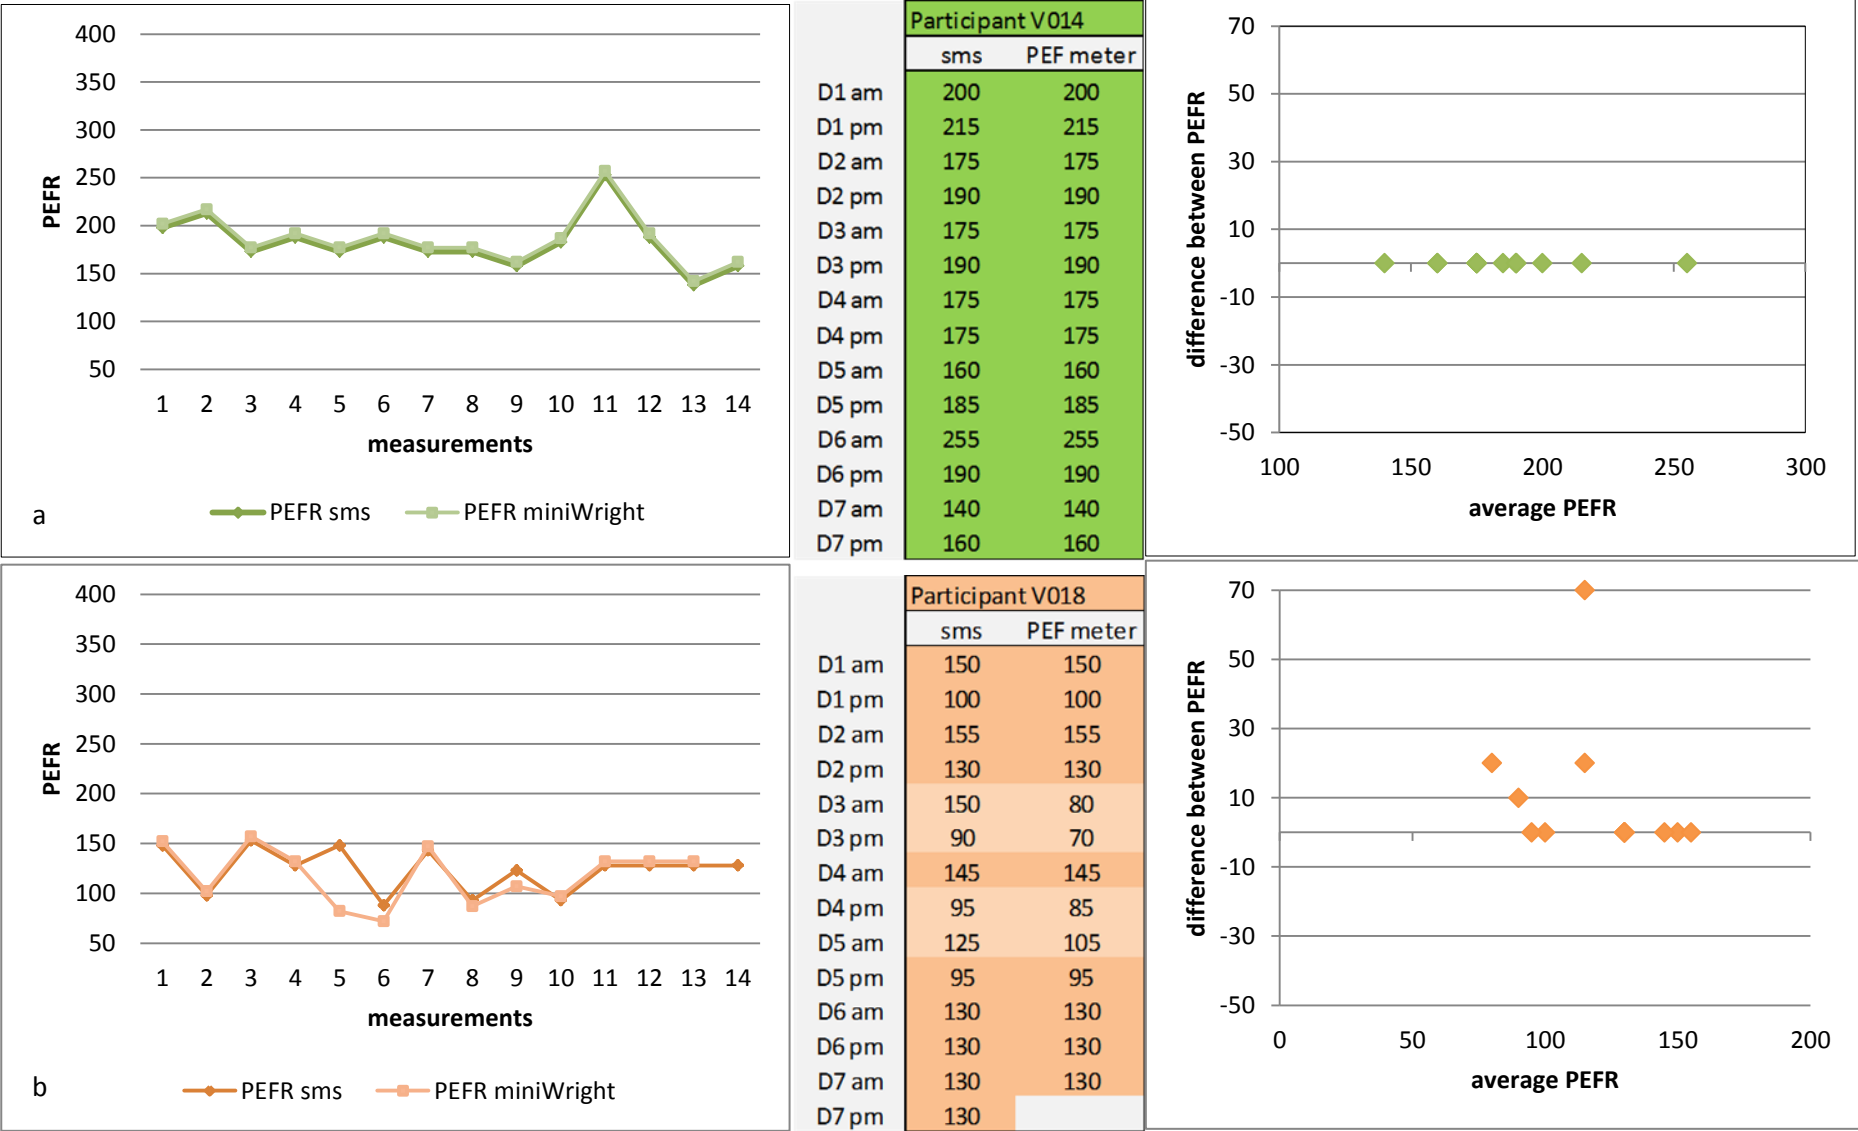 400
350
300
250
200
150
100
50
PEFR
1 2 3 4 5 6 7 8 9 10 11 12 13 14
measurements
PEFR sms PEFR miniWright
a
Participant V014
sms PEF meter
D1 am 200 200
D1 pm 215 215
D2 am 175 175
D2 pm 190 190
D3 am 175 175
D3 pm 190 190
D4 am 175 175
D4 pm 175 175
D5 am 160 160
D5 pm 185 185
D6 am 255 255
D6 pm 190 190
D7 am 140 140
D7 pm 160 160
70
50
30
10
-10
-30
-50
difference between PEFR
100 150 200 250 300
average PEFR
400
350
300
250
200
150
100
50
PEFR
1 2 3 4 5 6 7 8 9 10 11 12 13 14
measurements
PEFR sms PEFR miniWright
b
Participant V018
sms PEF meter
D1 am 150 150
D1 pm 100 100
D2 am 155 155
D2 pm 130 130
D3 am 150 80
D3 pm 90 70
D4 am 145 145
D4 pm 95 85
D5 am 125 105
D5 pm 95 95
D6 am 130 130
D6 pm 130 130
D7 am 130 130
D7 pm 130
70
50
30
10
-10
-30
-50
difference between PEFR
0 50 100 150 200
average PEFR